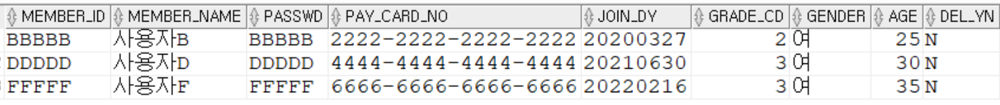 MEMBER_ID MEMBER_NAME PASSWD PAY_CARD_NO JOIN_DY GRADE_CD GENDER AGE DEL_YN
BBBBB 사용자B BBBBB 2222-2222-2222-2222 20200327 2 여 25 N
DDDDD 사용자D DDDDD 4444-4444-4444-4444 20210630 3 여 30 N
FFFFF 사용자F FFFFF 6666-6666-6666-6666 20220216 3 여 35 N